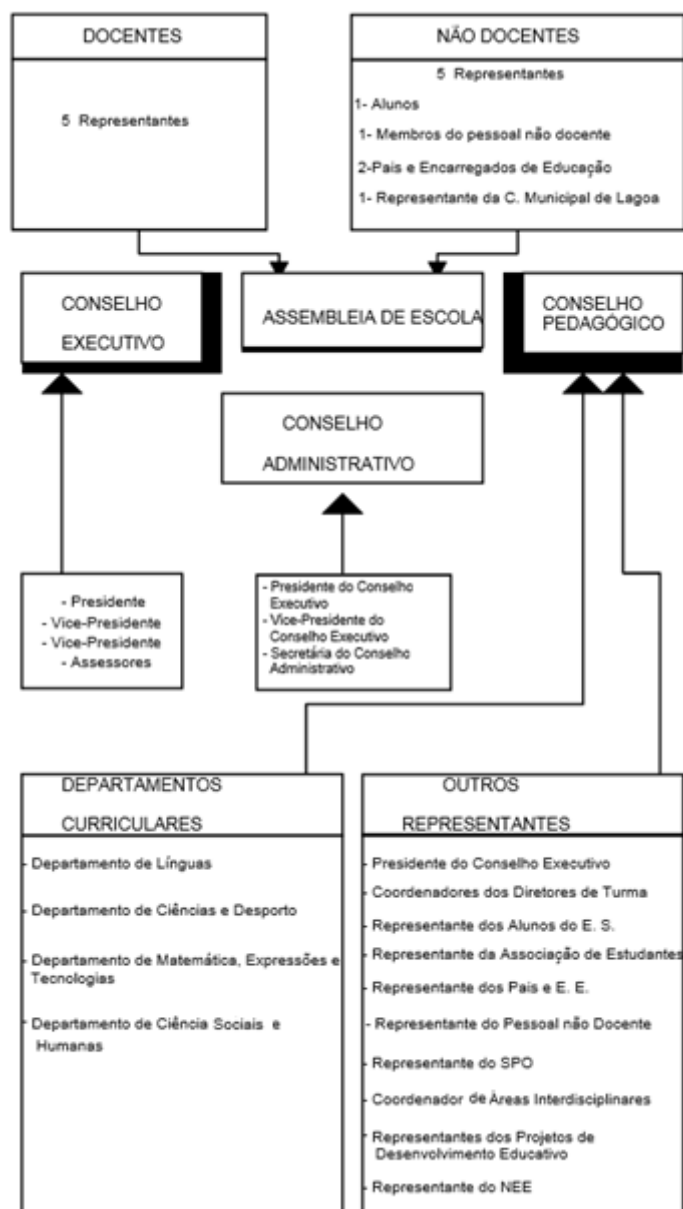 DOCENTES
5 Representantes
NÃO DOCENTES
5 Representantes
1- Alunos
1- Membros do pessoal não docente
2-Pais e Encarregados de Educação
1- Representante da C. Municipal de Lagoa
CONSELHO
EXECUTIVO
ASSEMBLEIA DE ESCOLA
CONSELHO
PEDAGÓGICO
CONSELHO
ADMINISTRATIVO
- Presidente
- Vice-Presidente
- Vice-Presidente
- Assessores
- Presidente do Conselho
Executivo
- Vice-Presidente do
Conselho Executivo
- Secretária do Conselho
Administrativo
DEPARTAMENTOS
CURRICULARES
- Departamento de Línguas
- Departamento de Ciências e Desporto
- Departamento de Matemática, Expressões e
Tecnologias
- Departamento de Ciência Sociais e
Humanas
OUTROS
REPRESENTANTES
- Presidente do Conselho Executivo
- Coordenadores dos Diretores de Turma
- Representante dos Alunos do E. S.
- Representante da Associação de Estudantes
- Representante dos Pais e E. E.
- Representante do Pessoal não Docente
- Representante do SPO
- Coordenador de Àreas Interdisciplinares
- Representantes dos Projetos de
Desenvolvimento Educativo
- Representante do NEE